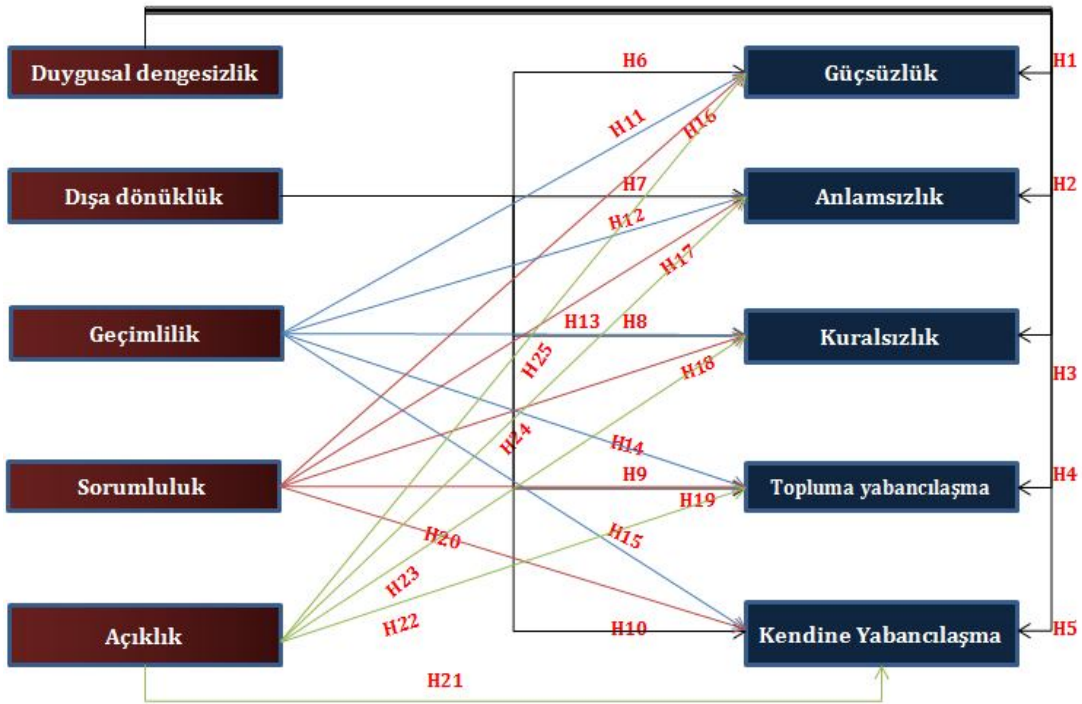 Duygusal dengesizlik
H6
Güçsüzlük
H1
H11
H16
Dışa dönüklük
H7
Anlamsızlık
H2
H12
H17
Geçimlilik
H13
H8
Kuralsızlık
H25
H18
H3
H24
H14
Sorumluluk
H9
Topluma yabancılaşma
H4
H19
H20
H15
H23
H22
Açıklık
H10
Kendine Yabancılaşma
H5
H21